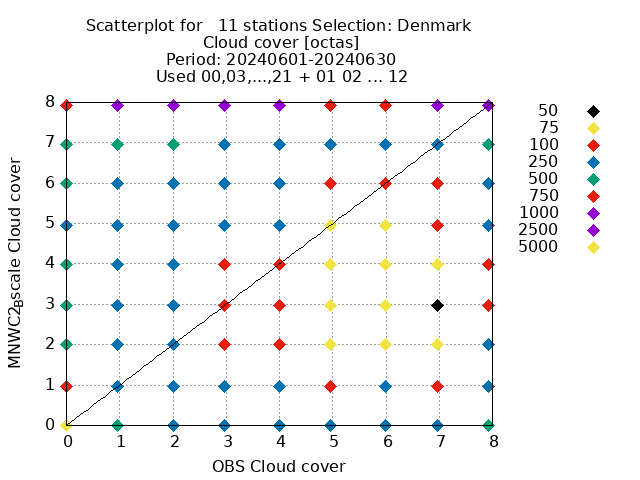 Scatterplot for 11 stations Selection: Denmark
Cloud cover [octas]
Period: 20240601-20240630
Used 00,03,...,21 + 01 02 ... 12
8
7
6
5
4
3
2
1
0
0 1 2 3 4 5 6 7 8
OBS Cloud cover
MNWC2Bscale Cloud cover
50
75
100
250
500
750
1000
2500
5000